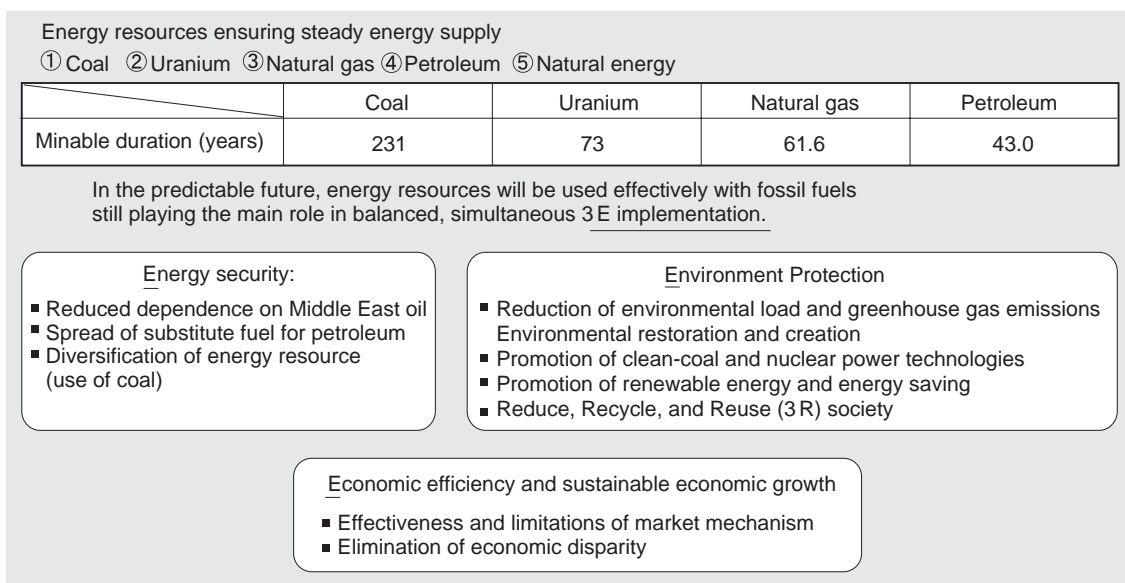 Energy resources ensuring steady energy supply
① Coal ② Uranium ③ Natural gas ④ Petroleum ⑤ Natural energy
Coal Uranium Natural gas Petroleum
Minable duration (years) 231 73 61.6 43.0
In the predictable future, energy resources will be used effectively with fossil fuels
still playing the main role in balanced, simultaneous 3E implementation.
Energy security:
▪ Reduced dependence on Middle East oil
▪ Spread of substitute fuel for petroleum
▪ Diversification of energy resource
(use of coal)
Environment Protection
▪ Reduction of environmental load and greenhouse gas emissions
Environmental restoration and creation
▪ Promotion of clean-coal and nuclear power technologies
▪ Promotion of renewable energy and energy saving
▪ Reduce, Recycle, and Reuse (3R) society
Economic efficiency and sustainable economic growth
▪ Effectiveness and limitations of market mechanism
▪ Elimination of economic disparity